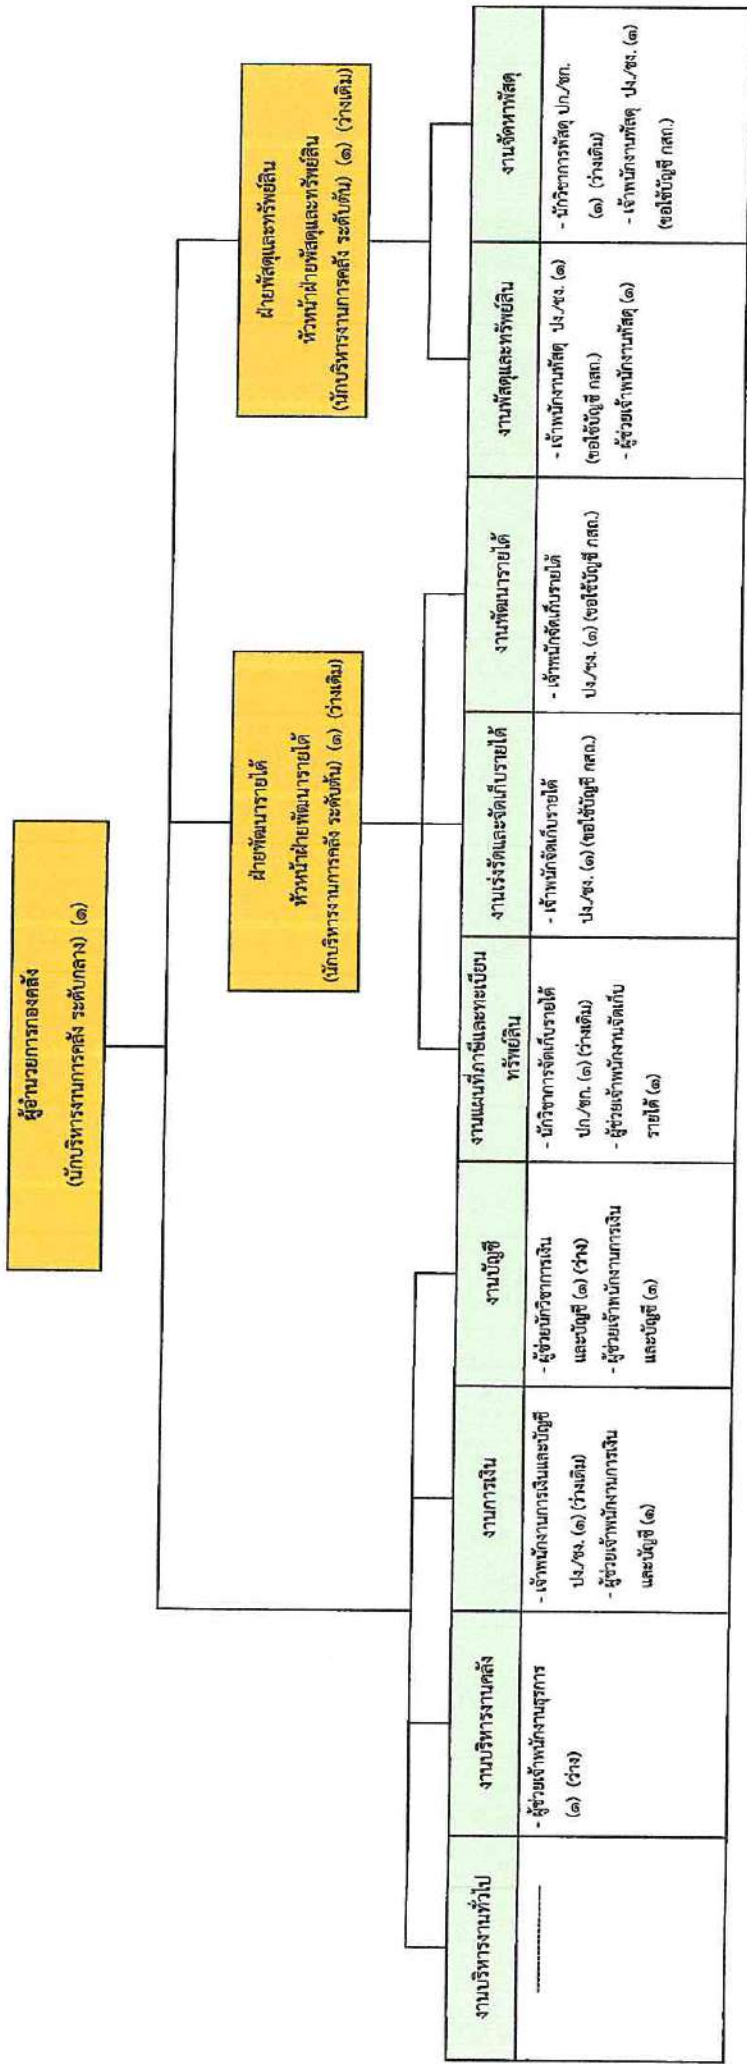 ผู้อำนวยการกองคลัง
(นักบริหารงานการคลัง ระดับกลาง) (๑)
ฝ่ายพัฒนารายได้
หัวหน้าฝ่ายพัฒนารายได้
(นักบริหารงานการคลัง ระดับต้น) (๑) (ว่างเดิม)
ฝ่ายพัสดุและทรัพย์สิน
หัวหน้าฝ่ายพัสดุและทรัพย์สิน
(นักบริหารงานการคลัง ระดับต้น) (๑) (ว่างเดิม)
งานบริหารงานทั่วไป
----------------
งานบริหารงานคลัง
- ผู้ช่วยเจ้าพนักงานธุรการ
(๑) (ว่าง)
งานการเงิน
- เจ้าพนักงานการเงินและบัญชี
ปง./ชง. (๑) (ว่างเดิม)
- ผู้ช่วยเจ้าพนักงานการเงิน
และบัญชี (๑)
งานบัญชี
- ผู้ช่วยนักวิชาการเงิน
และบัญชี (๑) (ว่าง)
- ผู้ช่วยเจ้าพนักงานการเงิน
และบัญชี (๓)
งานแผนที่ภาษีและทะเบียน
ทรัพย์สิน
- นักวิชาการจัดเก็บรายได้
ปก./ชก. (๑) (ว่างเดิม)
- ผู้ช่วยเจ้าพนักงานจัดเก็บ
รายได้ (๑)
งานเร่งรัดและจัดเก็บรายได้
- เจ้าพนักจัดเก็บรายได้
ปง./ชง. (๑) (ขอใช้บัญชี กสถ.)
งานพัฒนารายได้
- เจ้าพนักจัดเก็บรายได้
ปง./ชง. (๑) (ขอใช้บัญชี กสถ.)
งานพัสดุและทรัพย์สิน
- เจ้าพนักงานพัสดุ ปง./ชง. (๑)
(ขอใช้บัญชี กสถ.)
- ผู้ช่วยเจ้าพนักงานพัสดุ (๑)
งานจัดหาพัสดุ
- นักวิชาการพัสดุ ปก./ชก.
(๑) (ว่างเดิม)
- เจ้าพนักงานพัสดุ ปง./ชง. (๑)
(ขอใช้บัญชี กสถ.)